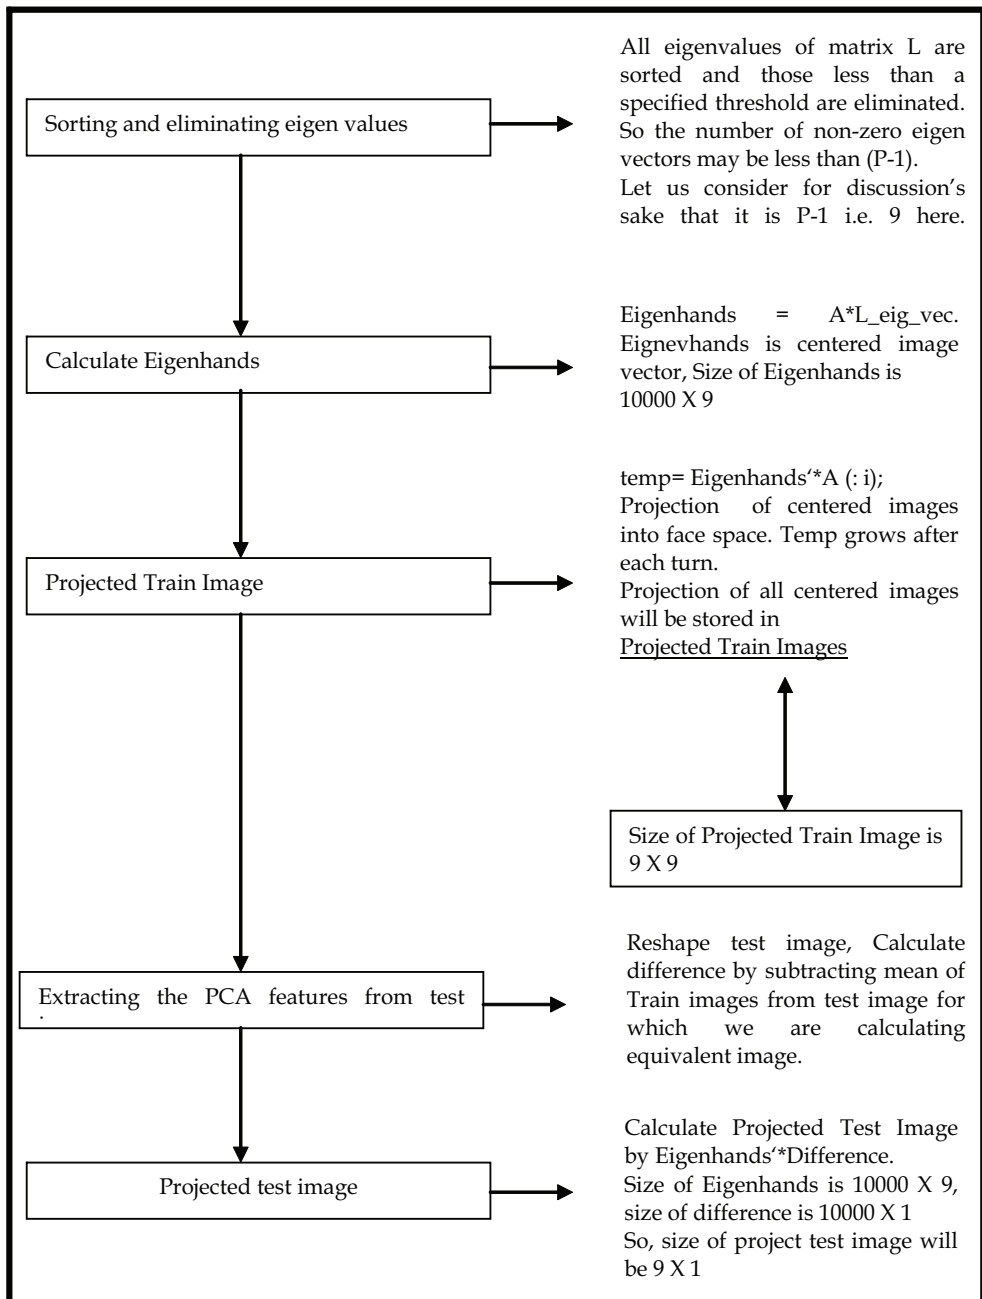 All eigenvalues of matrix L are
sorted and those less than a
specified threshold are eliminated.
So the number of non-zero eigen
vectors may be less than (P-1).
Let us consider for discussion's
sake that it is P-1 i.e. 9 here.
Sorting and eliminating eigen values
Eigenhands = A*L_eig_vec.
Eignevhands is centered image
vector, Size of Eigenhands is
10000 X 9
Calculate Eigenhands
temp= Eigenhands‘*A (: i);
Projection of centered images
into face space. Temp grows after
each turn.
Projection of all centered images
will be stored in
Projected Train Images
Projected Train Image
Size of Projected Train Image is
9 X 9
Extracting the PCA features from test
Reshape test image, Calculate
difference by subtracting mean of
Train images from test image for
which we are calculating
equivalent image.
Projected test image
Calculate Projected Test Image
by Eigenhands‘*Difference.
Size of Eigenhands is 10000 X 9,
size of difference is 10000 X 1
So, size of project test image will
be 9 X 1